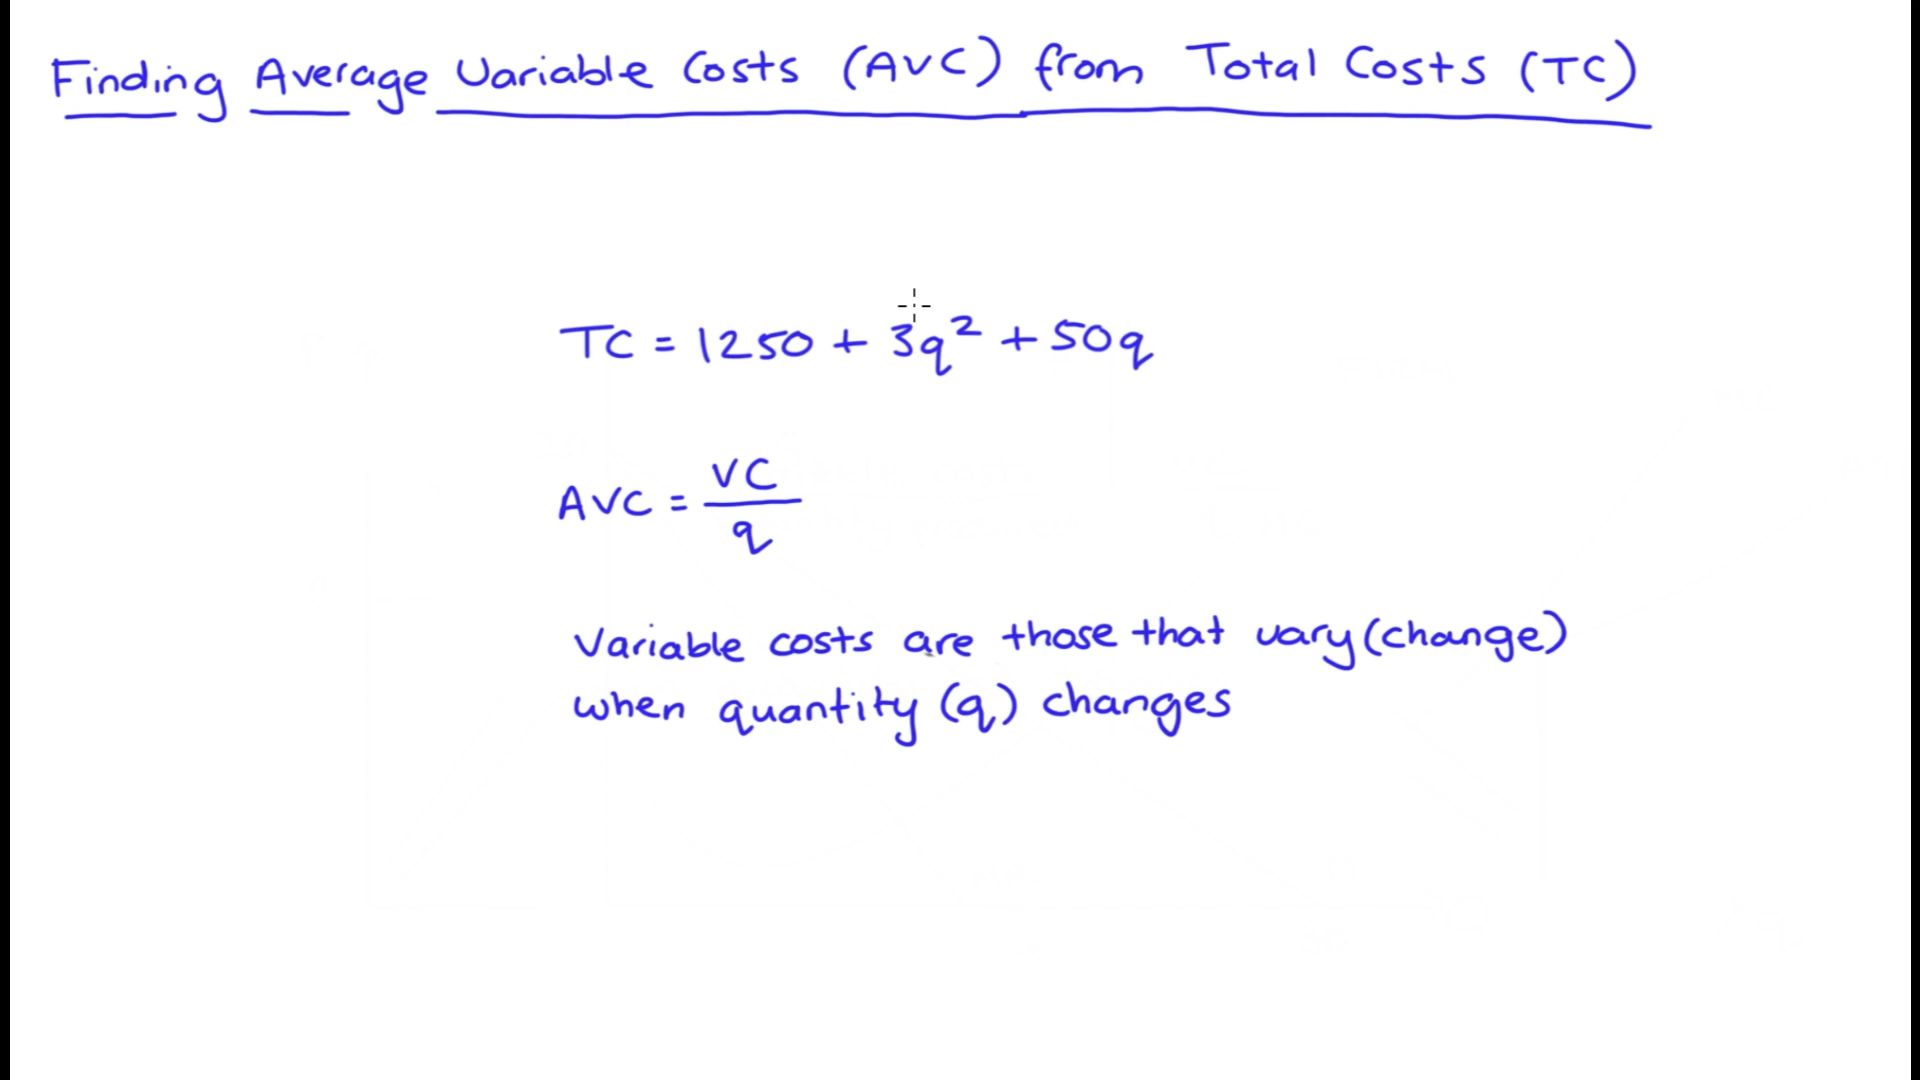 Finding Average Variable Costs (AVC) from Total Costs (TC)
TC = 1250 + 3q² + 50q
AVC = VC/q
Variable costs are those that vary (change)
when quantity (q) changes